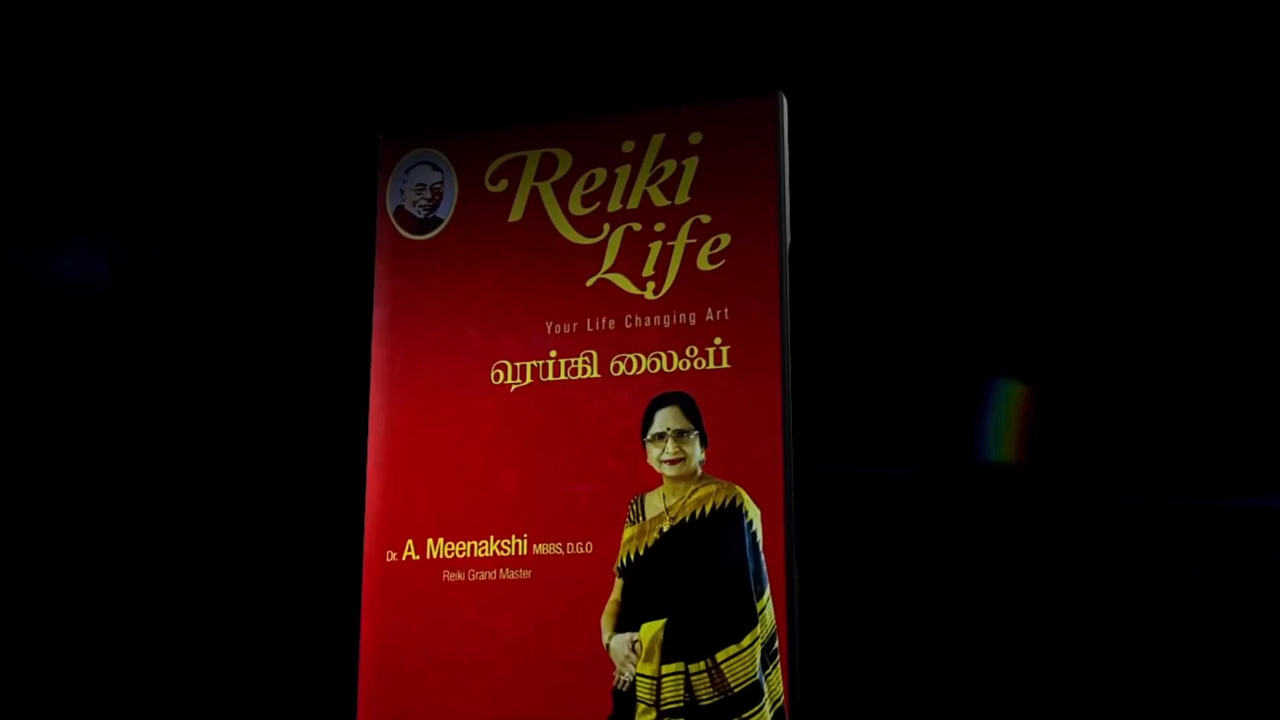 Reiki
Life
Your Life Changing Art
ரெய்கி லைஃப்
Dr. A. Meenakshi MBBS, D.G.O
Reiki Grand Master